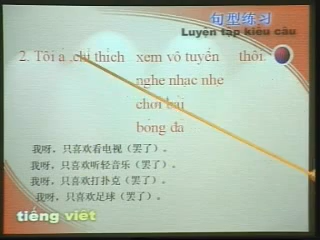 句型练习
Luyện tập kiểu câu
2. Tôi à ,chỉ thích xem vô tuyến thôi.
nghe nhạc nhẹ
chơi bài
bóng đá
我呀，只喜欢看电视（罢了）。
我呀，只喜欢听轻音乐（罢了）。
我呀，只喜欢打扑克（罢了）。
我呀，只喜欢足球（罢了）。
tiếng việt